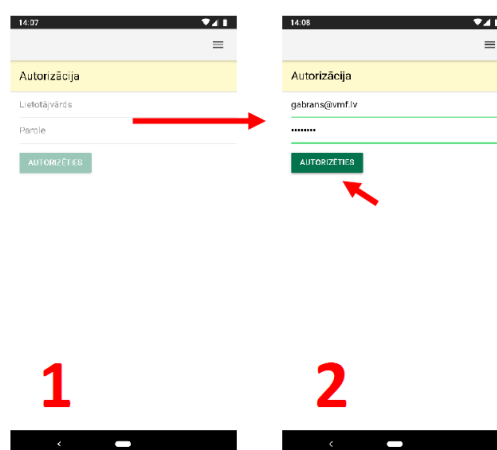 14:07
Autorizācija
Lietotājvārds
Parole
AUTORIZĒTIES
1
14:08
Autorizācija
gabrans@vmf.lv
••••••••
AUTORIZĒTIES
2